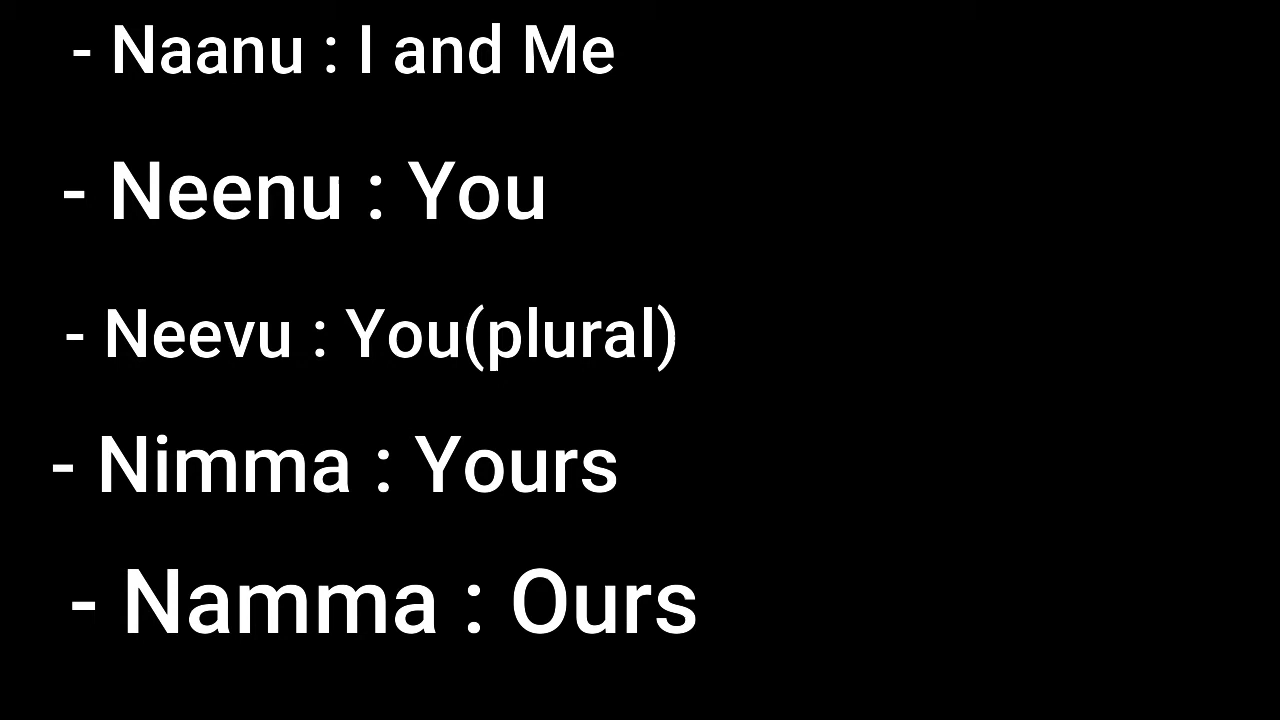 - Naanu : I and Me
- Neenu : You
- Neevu : You(plural)
- Nimma : Yours
- Namma : Ours